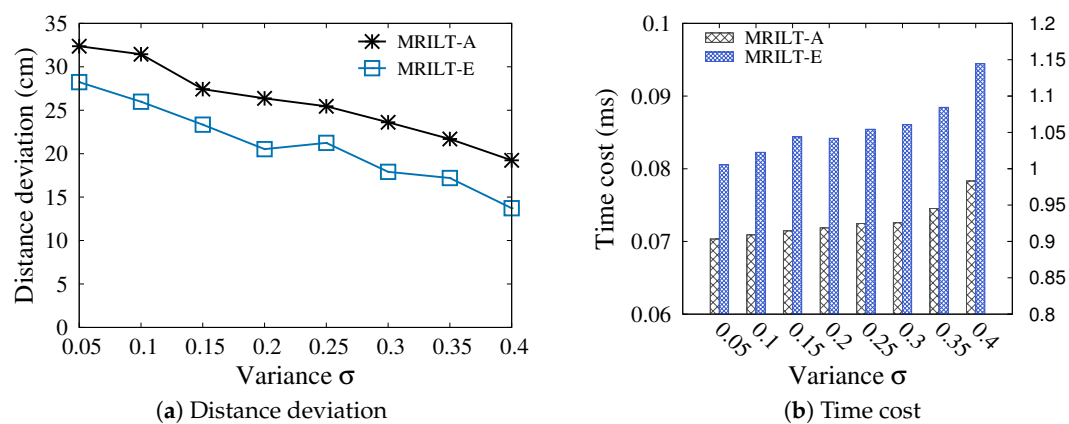 35
30
25
20
15
10
5
0
Distance deviation (cm)
MRILT-A
MRILT-E
0.05 0.1 0.15 0.2 0.25 0.3 0.35 0.4
Variance σ
(a) Distance deviation
0.1
0.09
0.08
0.07
0.06
Time cost (ms)
MRILT-A
MRILT-E
1.2
1.15
1.1
1.05
1
0.95
0.9
0.85
0.8
0.05 0.1 0.15 0.2 0.25 0.3 0.35 0.4
Variance σ
(b) Time cost